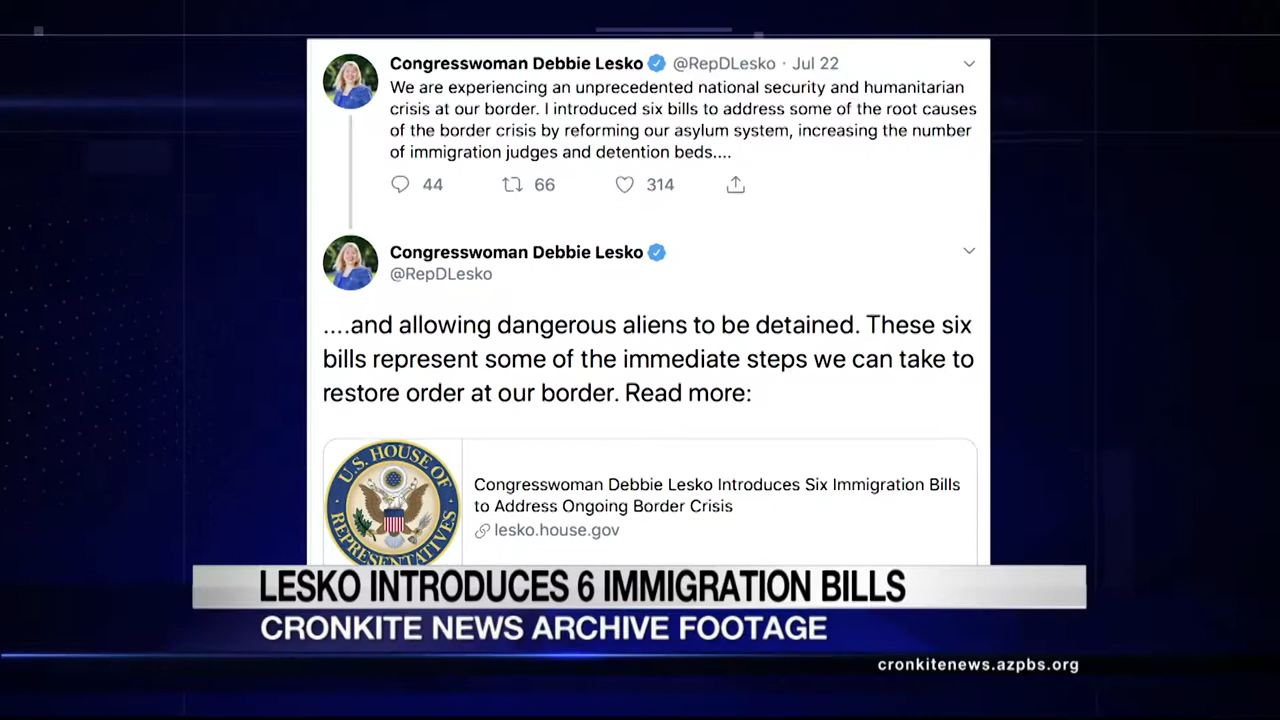 Congresswoman Debbie Lesko @RepDLesko · Jul 22
We are experiencing an unprecedented national security and humanitarian
crisis at our border. I introduced six bills to address some of the root causes
of the border crisis by reforming our asylum system, increasing the number
of immigration judges and detention beds....
44 66 314
Congresswoman Debbie Lesko
@RepDLesko
....and allowing dangerous aliens to be detained. These six
bills represent some of the immediate steps we can take to
restore order at our border. Read more:
U.S. HOUSE OF
REPRESENTATIVES
Congresswoman Debbie Lesko Introduces Six Immigration Bills
to Address Ongoing Border Crisis
lesko.house.gov
LESKO INTRODUCES 6 IMMIGRATION BILLS
CRONKITE NEWS ARCHIVE FOOTAGE
cronkitenews.azpbs.org